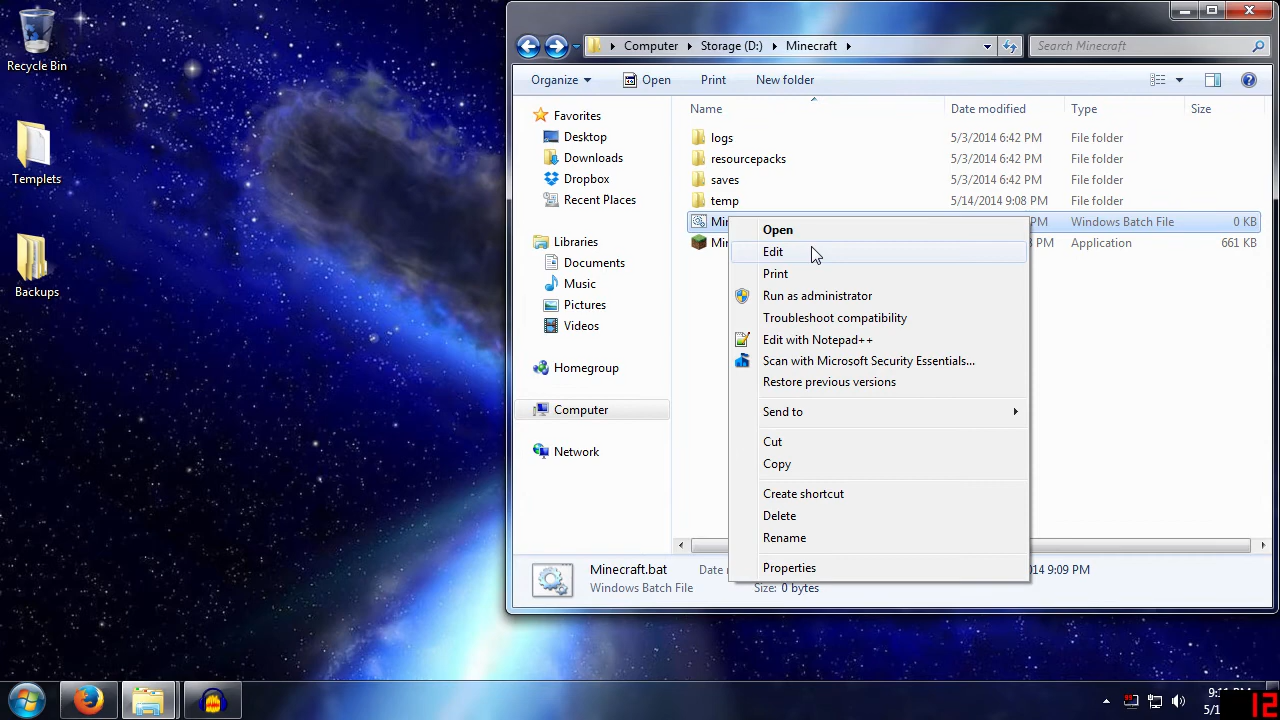 Recycle Bin
Templets
Backups
Computer Storage (D:) Minecraft
Search Minecraft
Organize Open Print New folder
Name Date modified Type Size
Favorites
Desktop
Downloads
Dropbox
Recent Places
Libraries
Documents
Music
Pictures
Videos
Homegroup
Computer
Network
logs 5/3/2014 6:42 PM File folder
resourcepacks 5/3/2014 6:42 PM File folder
saves 5/3/2014 6:42 PM File folder
temp 5/14/2014 9:08 PM File folder
PM Windows Batch File 0 KB
PM Application 661 KB
Open
Edit
Print
Run as administrator
Troubleshoot compatibility
Edit with Notepad++
Scan with Microsoft Security Essentials...
Restore previous versions
Send to
Cut
Copy
Create shortcut
Delete
Rename
Properties
Minecraft.bat
Windows Batch File
Size: 0 bytes
9:09 PM
12